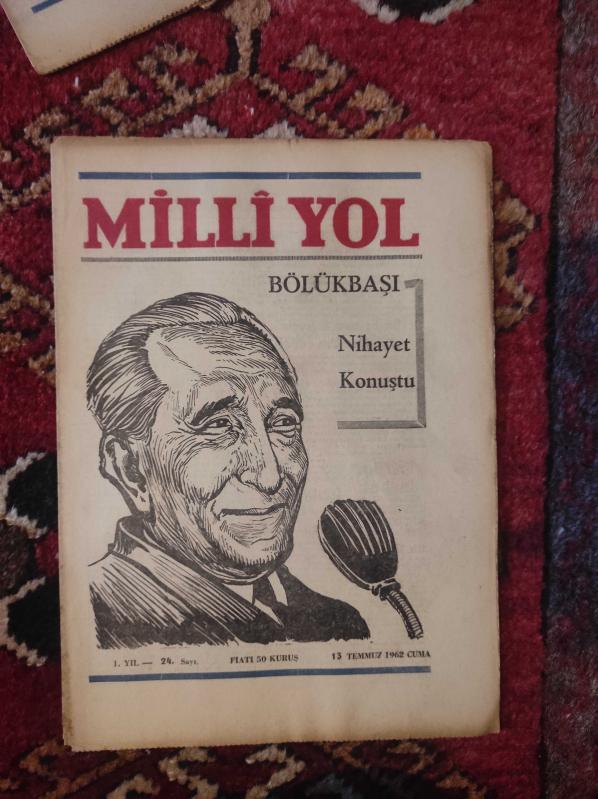 MİLLÎ YOL
BÖLÜKBAŞI
Nihayet
Konuştu
1. YIL — 24. Sayı. FIATI 50 KURUŞ 13 TEMMUZ 1962 CUMA